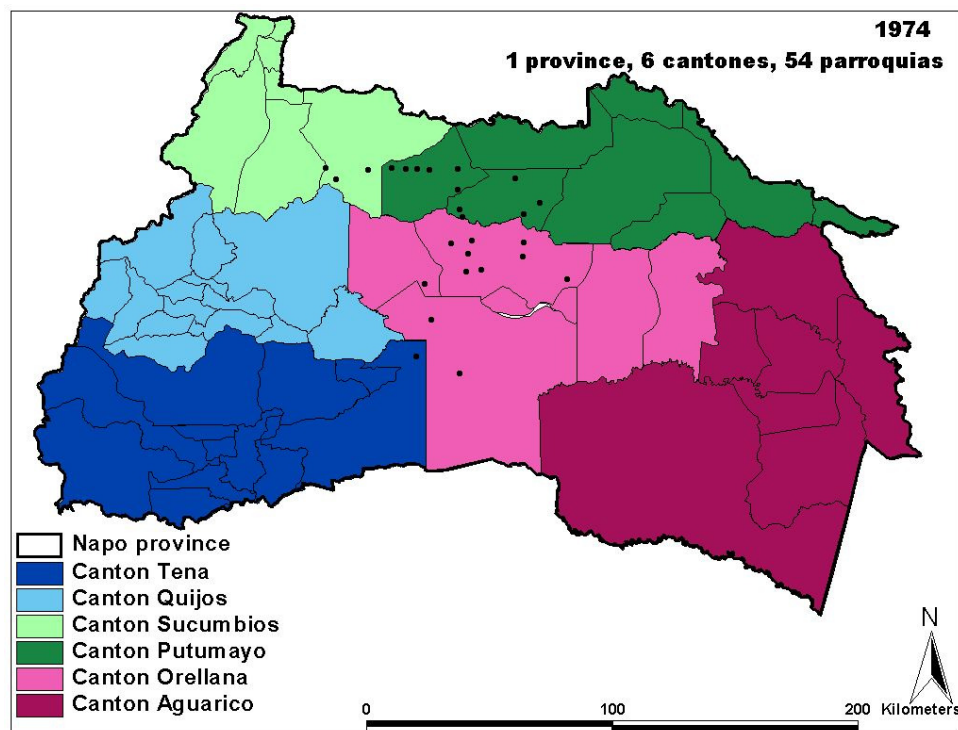 1974
1 province, 6 cantones, 54 parroquias
Napo province
Canton Tena
Canton Quijos
Canton Sucumbios
Canton Putumayo
Canton Orellana
Canton Aguarico
N
0 100 200 Kilometers